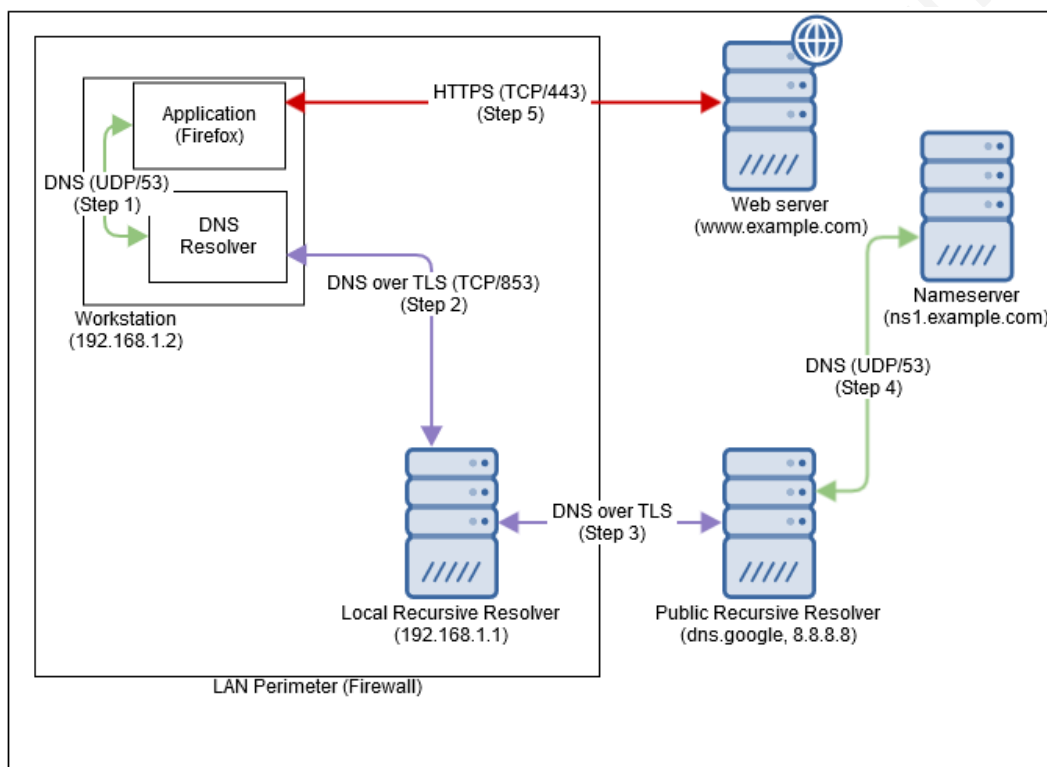 Application
(Firefox)
HTTPS (TCP/443)
(Step 5)
DNS (UDP/53)
(Step 1)
DNS
Resolver
Web server
(www.example.com)
DNS over TLS (TCP/853)
(Step 2)
Workstation
(192.168.1.2)
Nameserver
(ns1.example.com)
DNS (UDP/53)
(Step 4)
DNS over TLS
(Step 3)
Local Recursive Resolver
(192.168.1.1)
Public Recursive Resolver
(dns.google, 8.8.8.8)
LAN Perimeter (Firewall)